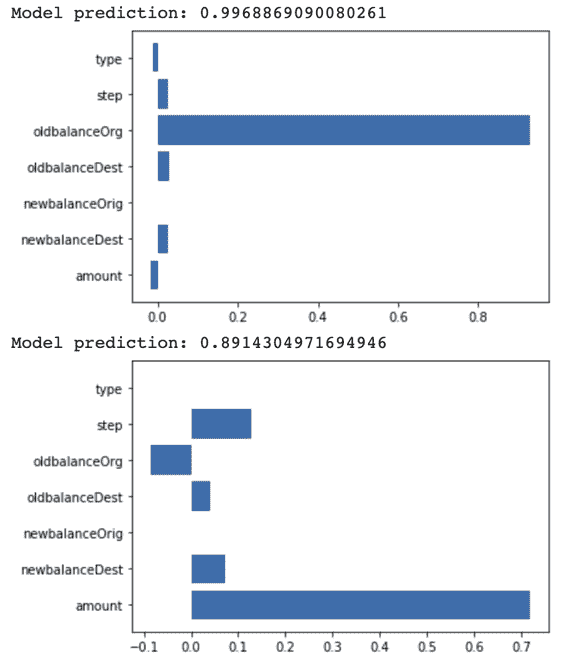 Model prediction: 0.9968869090080261
type
step
oldbalanceOrg
oldbalanceDest
newbalanceOrig
newbalanceDest
amount
0.0 0.2 0.4 0.6 0.8
Model prediction: 0.8914304971694946
type
step
oldbalanceOrg
oldbalanceDest
newbalanceOrig
newbalanceDest
amount
−0.1 0.0 0.1 0.2 0.3 0.4 0.5 0.6 0.7